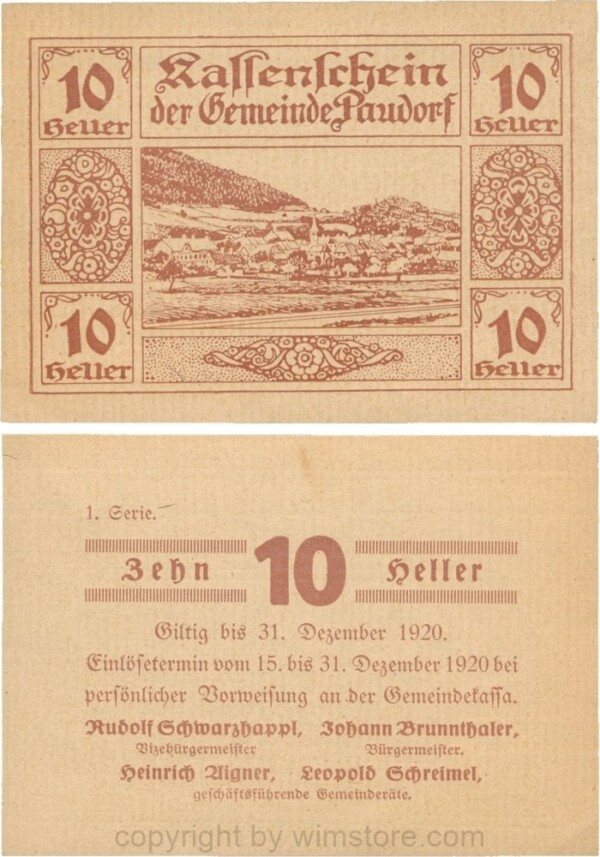 10
Heller
Kassenschein
der Gemeinde Paudorf
10
Heller
10
Heller
10
Heller
1. Serie.
Zehn 10 Heller
Giltig bis 31. Dezember 1920.
Einlösetermin vom 15. bis 31. Dezember 1920 bei
persönlicher Vorweisung an der Gemeindekassa.
Rudolf Schwarzhappl, Johann Brunnthaler,
Vizebürgermeister Bürgermeister.
Heinrich Aigner, Leopold Schreimel,
geschäftsführende Gemeinderäte.
copyright by wimstore.com